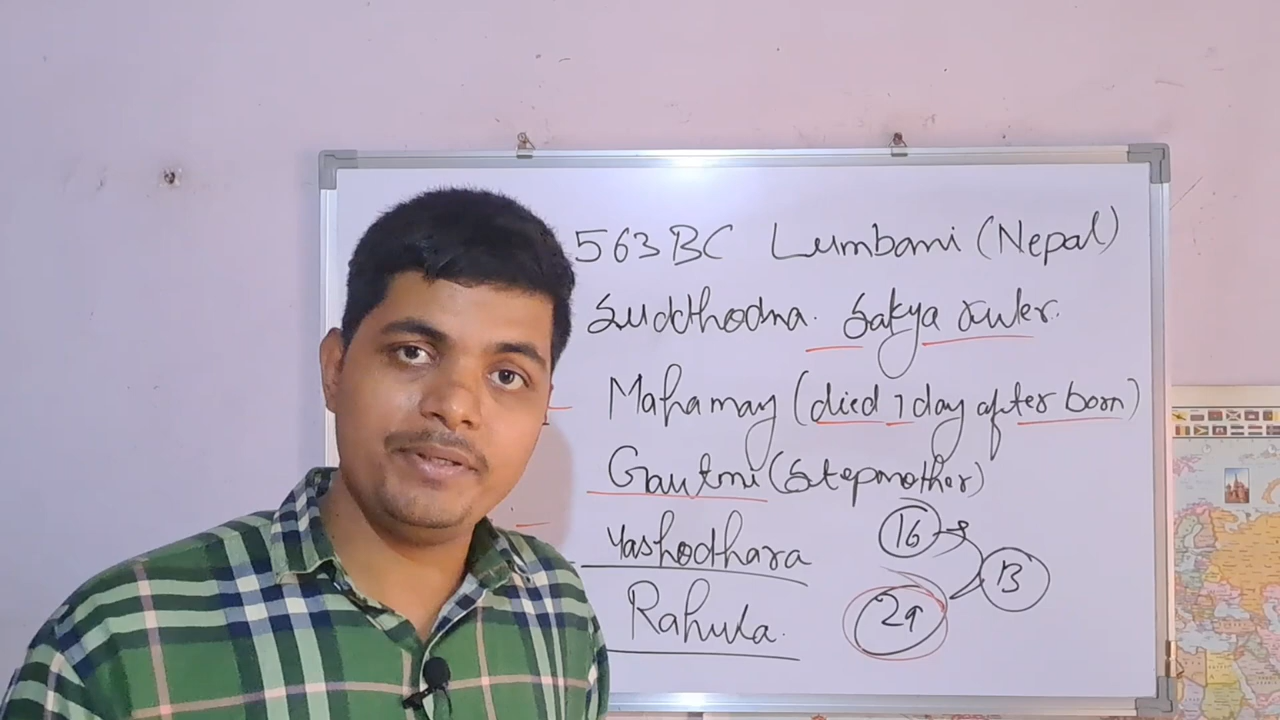 563 BC Lumbani (Nepal)
Suddhodna. Sakya ruler.
Mahamay (died 7 day after born)
Gautmi (Stepmother)
Yashodhara
16
13
Rahula.
29